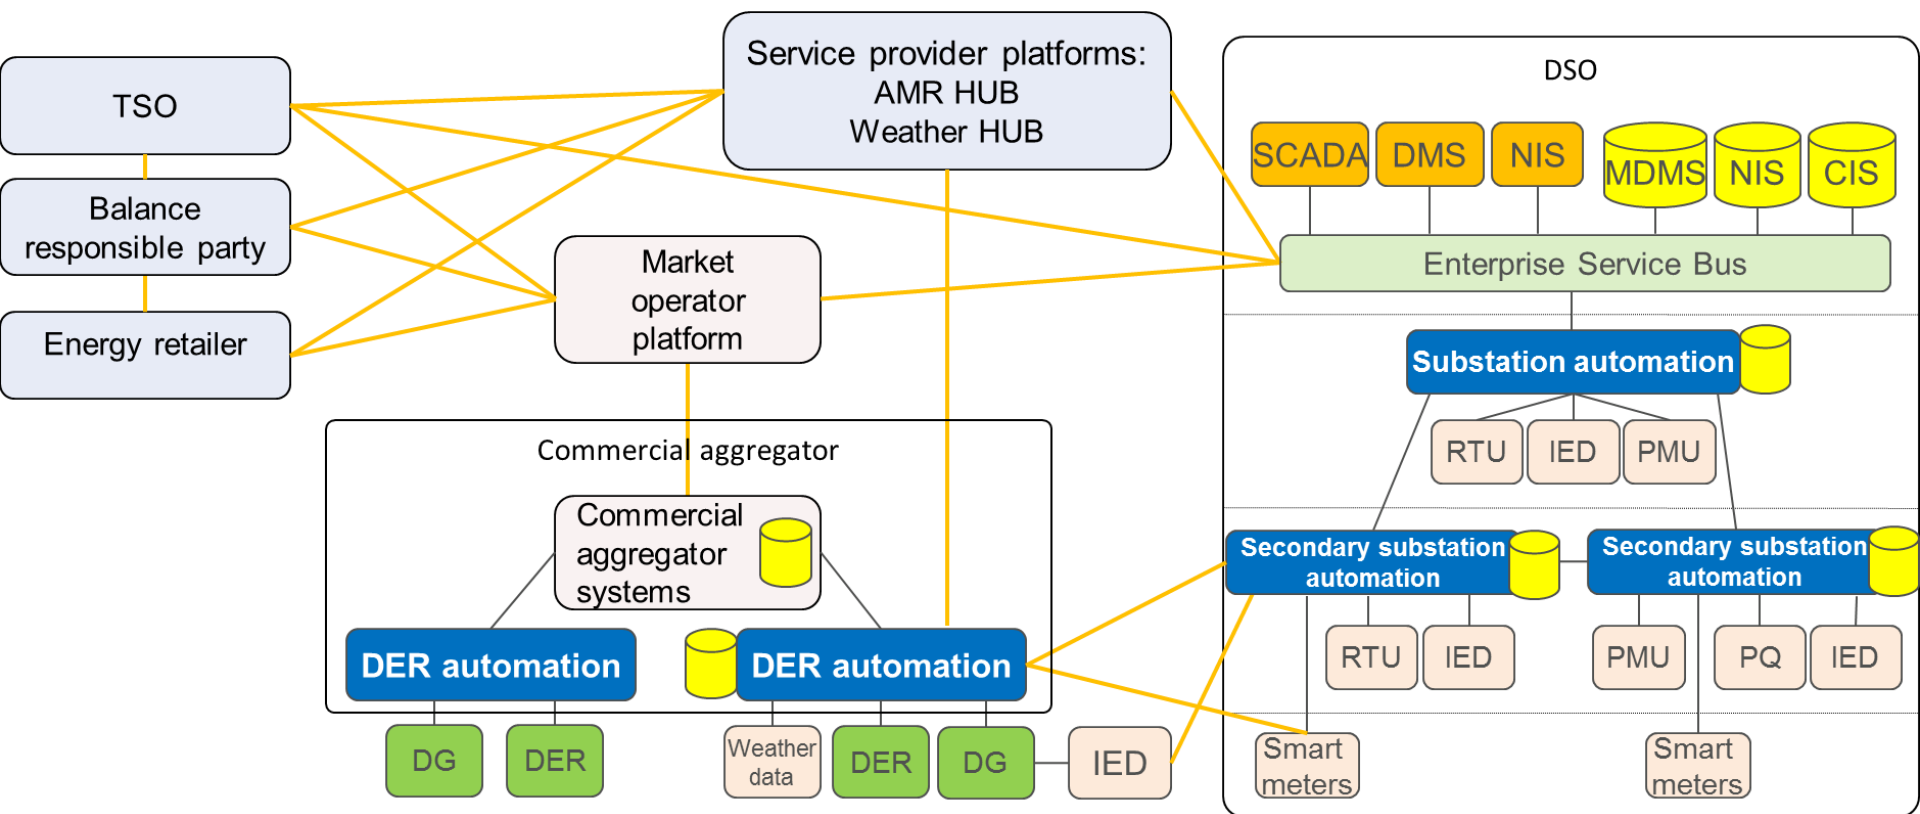 TSO
Balance
responsible party
Energy retailer
Service provider platforms:
AMR HUB
Weather HUB
Market
operator
platform
Commercial aggregator
Commercial
aggregator
systems
DER automation
DER automation
DG
DER
Weather
data
DER
DG
IED
DSO
SCADA
DMS
NIS
MDMS
NIS
CIS
Enterprise Service Bus
Substation automation
RTU
IED
PMU
Secondary substation
automation
Secondary substation
automation
RTU
IED
PMU
PQ
IED
Smart
meters
Smart
meters